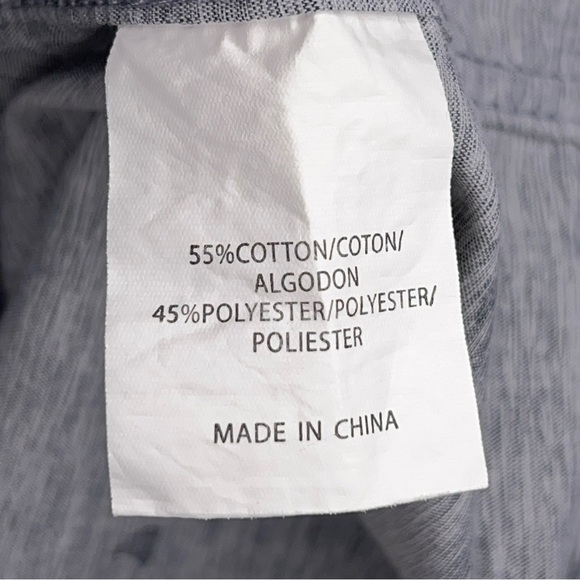 55%COTTON/COTON/
ALGODON
45%POLYESTER/POLYESTER/
POLIESTER
MADE IN CHINA